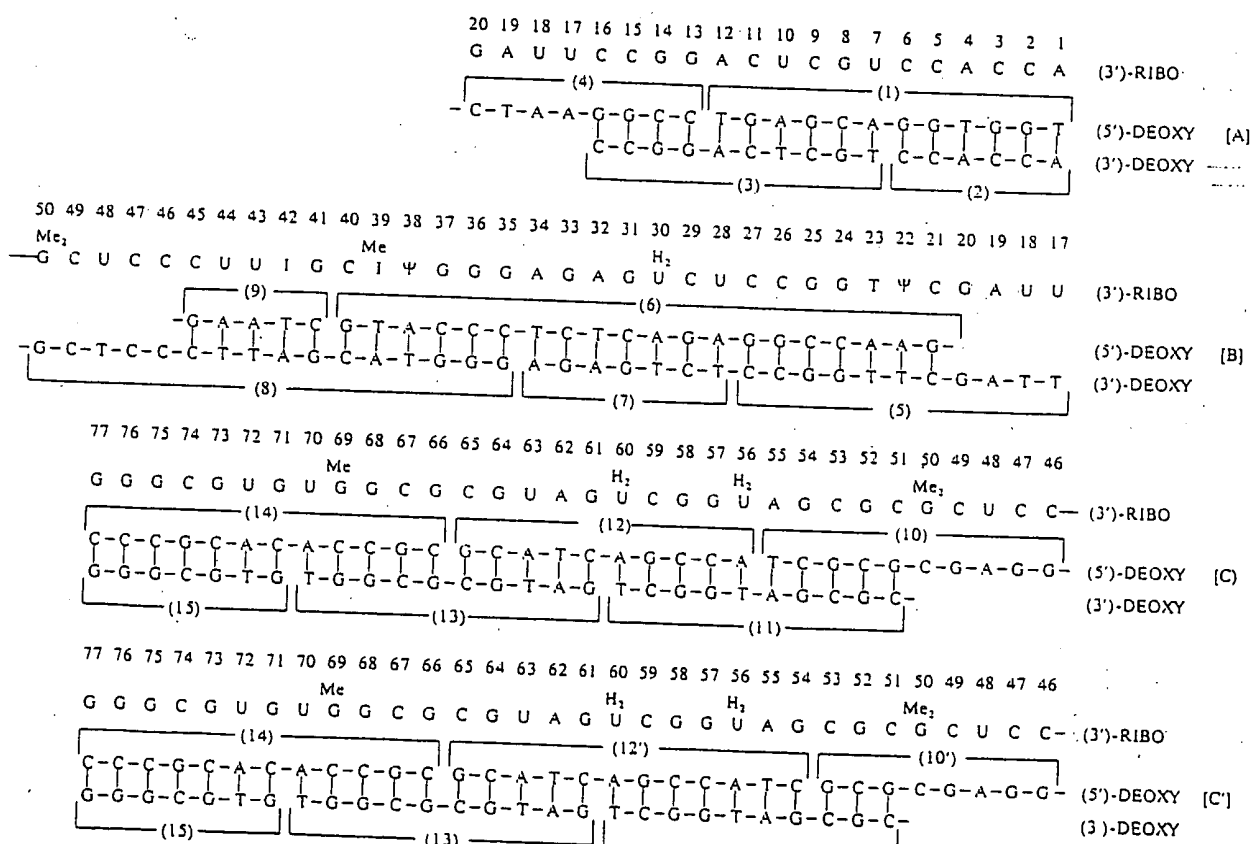 20 19 18 17 16 15 14 13 12 11 10 9 8 7 6 5 4 3 2 1
G A U U C C G G A C U C G U C C A C C A (3')-RIBO
(4) (1)
-C-T-A-A-G-G-C-C-T-G-A-G-C-A-G-G-T-G-G-T (5')-DEOXY [A]
C-C-G-G-A-C-T-C-G-T-C-C-A-C-C-A (3')-DEOXY
(3) (2)
50 49 48 47 46 45 44 43 42 41 40 39 38 37 36 35 34 33 32 31 30 29 28 27 26 25 24 23 22 21 20 19 18 17
Me2 Me H2
—G C U C C C U U I G C I Ψ G G G A G A G U C U C C G G T Ψ C G A U U (3')-RIBO
(9) (6)
-G-A-A-T-C-G-T-A-C-C-C-T-C-T-C-A-G-A-G-G-C-C-A-A-G- (5')-DEOXY [B]
-G-C-T-C-C-C-T-T-A-G-C-A-T-G-G-G-A-G-A-G-T-C-T-C-C-G-G-T-T-C-G-A-T-T (3')-DEOXY
(8) (7) (5)
77 76 75 74 73 72 71 70 69 68 67 66 65 64 63 62 61 60 59 58 57 56 55 54 53 52 51 50 49 48 47 46
Me H2 H2 Me2
G G G C G U G U G G C G C G U A G U C G G U A G C G C G C U C C— (3')-RIBO
(14) (12) (10)
C-C-C-G-C-A-C-A-C-C-G-C-G-C-A-T-C-A-G-C-C-A-T-C-G-C-G-C-G-A-G-G- (5')-DEOXY [C]
G-G-G-C-G-T-G-T-G-G-C-G-C-G-T-A-G-T-C-G-G-T-A-G-C-G-C- (3')-DEOXY
(15) (13) (11)
77 76 75 74 73 72 71 70 69 68 67 66 65 64 63 62 61 60 59 58 57 56 55 54 53 52 51 50 49 48 47 46
Me H2 H2 Me2
G G G C G U G U G G C G C G U A G U C G G U A G C G C G C U C C- (3')-RIBO
(14) (12') (10')
C-C-C-G-C-A-C-A-C-C-G-C-G-C-A-T-C-A-G-C-C-A-T-C-G-C-G-C-G-A-G-G- (5')-DEOXY [C']
G-G-G-C-G-T-G-T-G-G-C-G-C-G-T-A-G-T-C-G-G-T-A-G-C-G-C- (3 )-DEOXY
(15) (13)